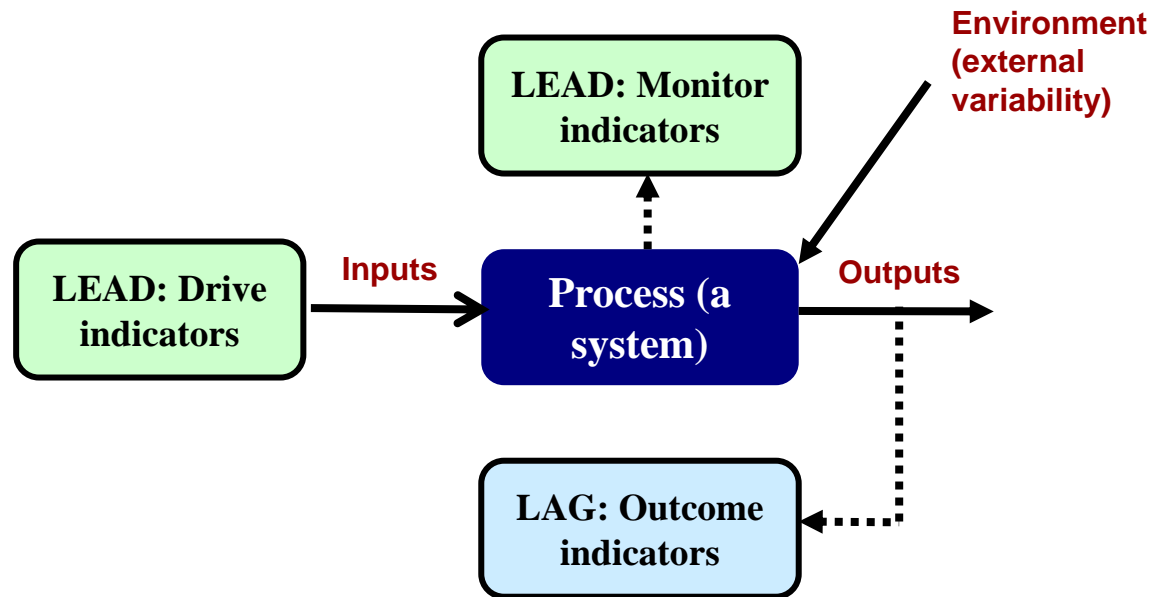 Environment
(external
variability)
LEAD: Monitor
indicators
LEAD: Drive
indicators
Inputs
Process (a
system)
Outputs
LAG: Outcome
indicators